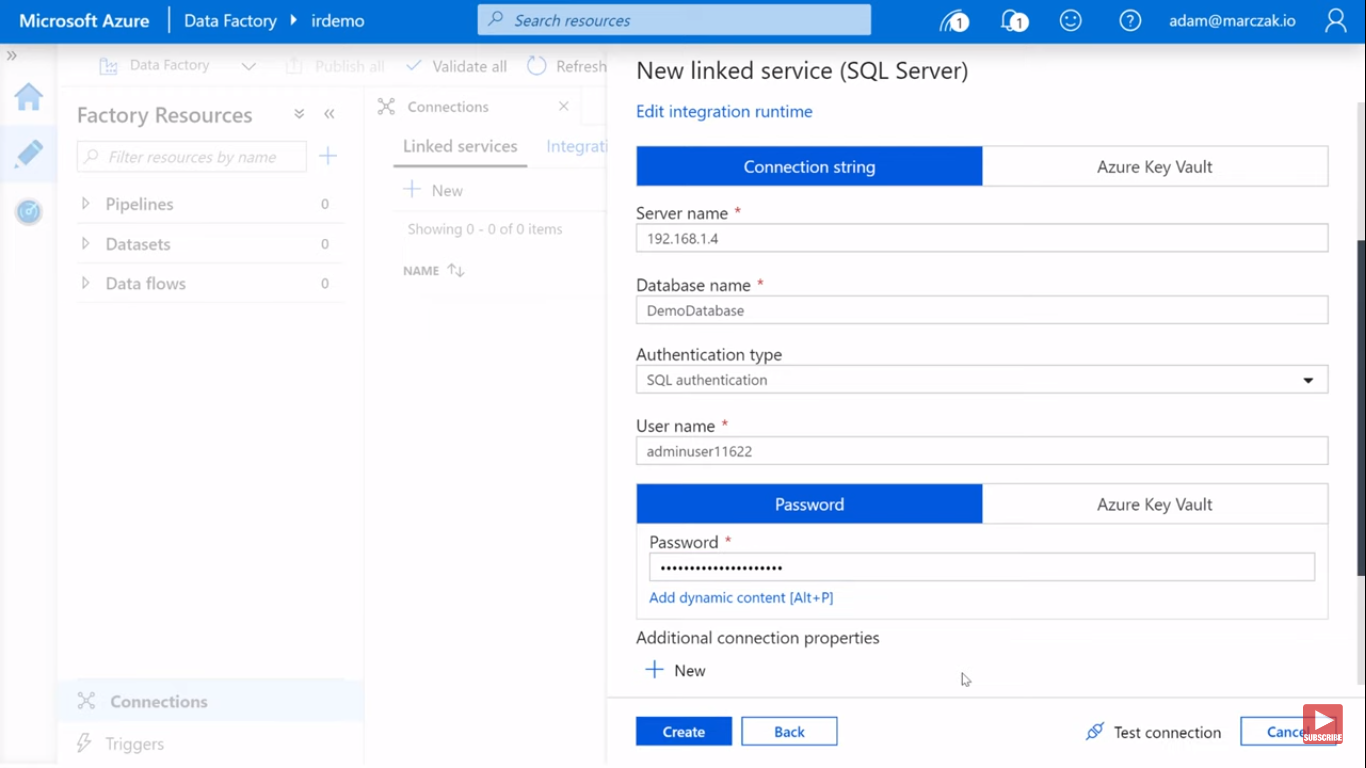 Microsoft Azure Data Factory irdemo Search resources 1 1 adam@marczak.io
Data Factory Publish all Validate all Refresh
Factory Resources
Filter resources by name
Pipelines 0
Datasets 0
Data flows 0
Connections
Triggers
Connections
Linked services Integrati
New
Showing 0 - 0 of 0 items
NAME
New linked service (SQL Server)
Edit integration runtime
Connection string Azure Key Vault
Server name *
192.168.1.4
Database name *
DemoDatabase
Authentication type
SQL authentication
User name *
adminuser11622
Password Azure Key Vault
Password *
•••••••••••••••••••••
Add dynamic content [Alt+P]
Additional connection properties
New
Create Back Test connection Cancel
SUBSCRIBE